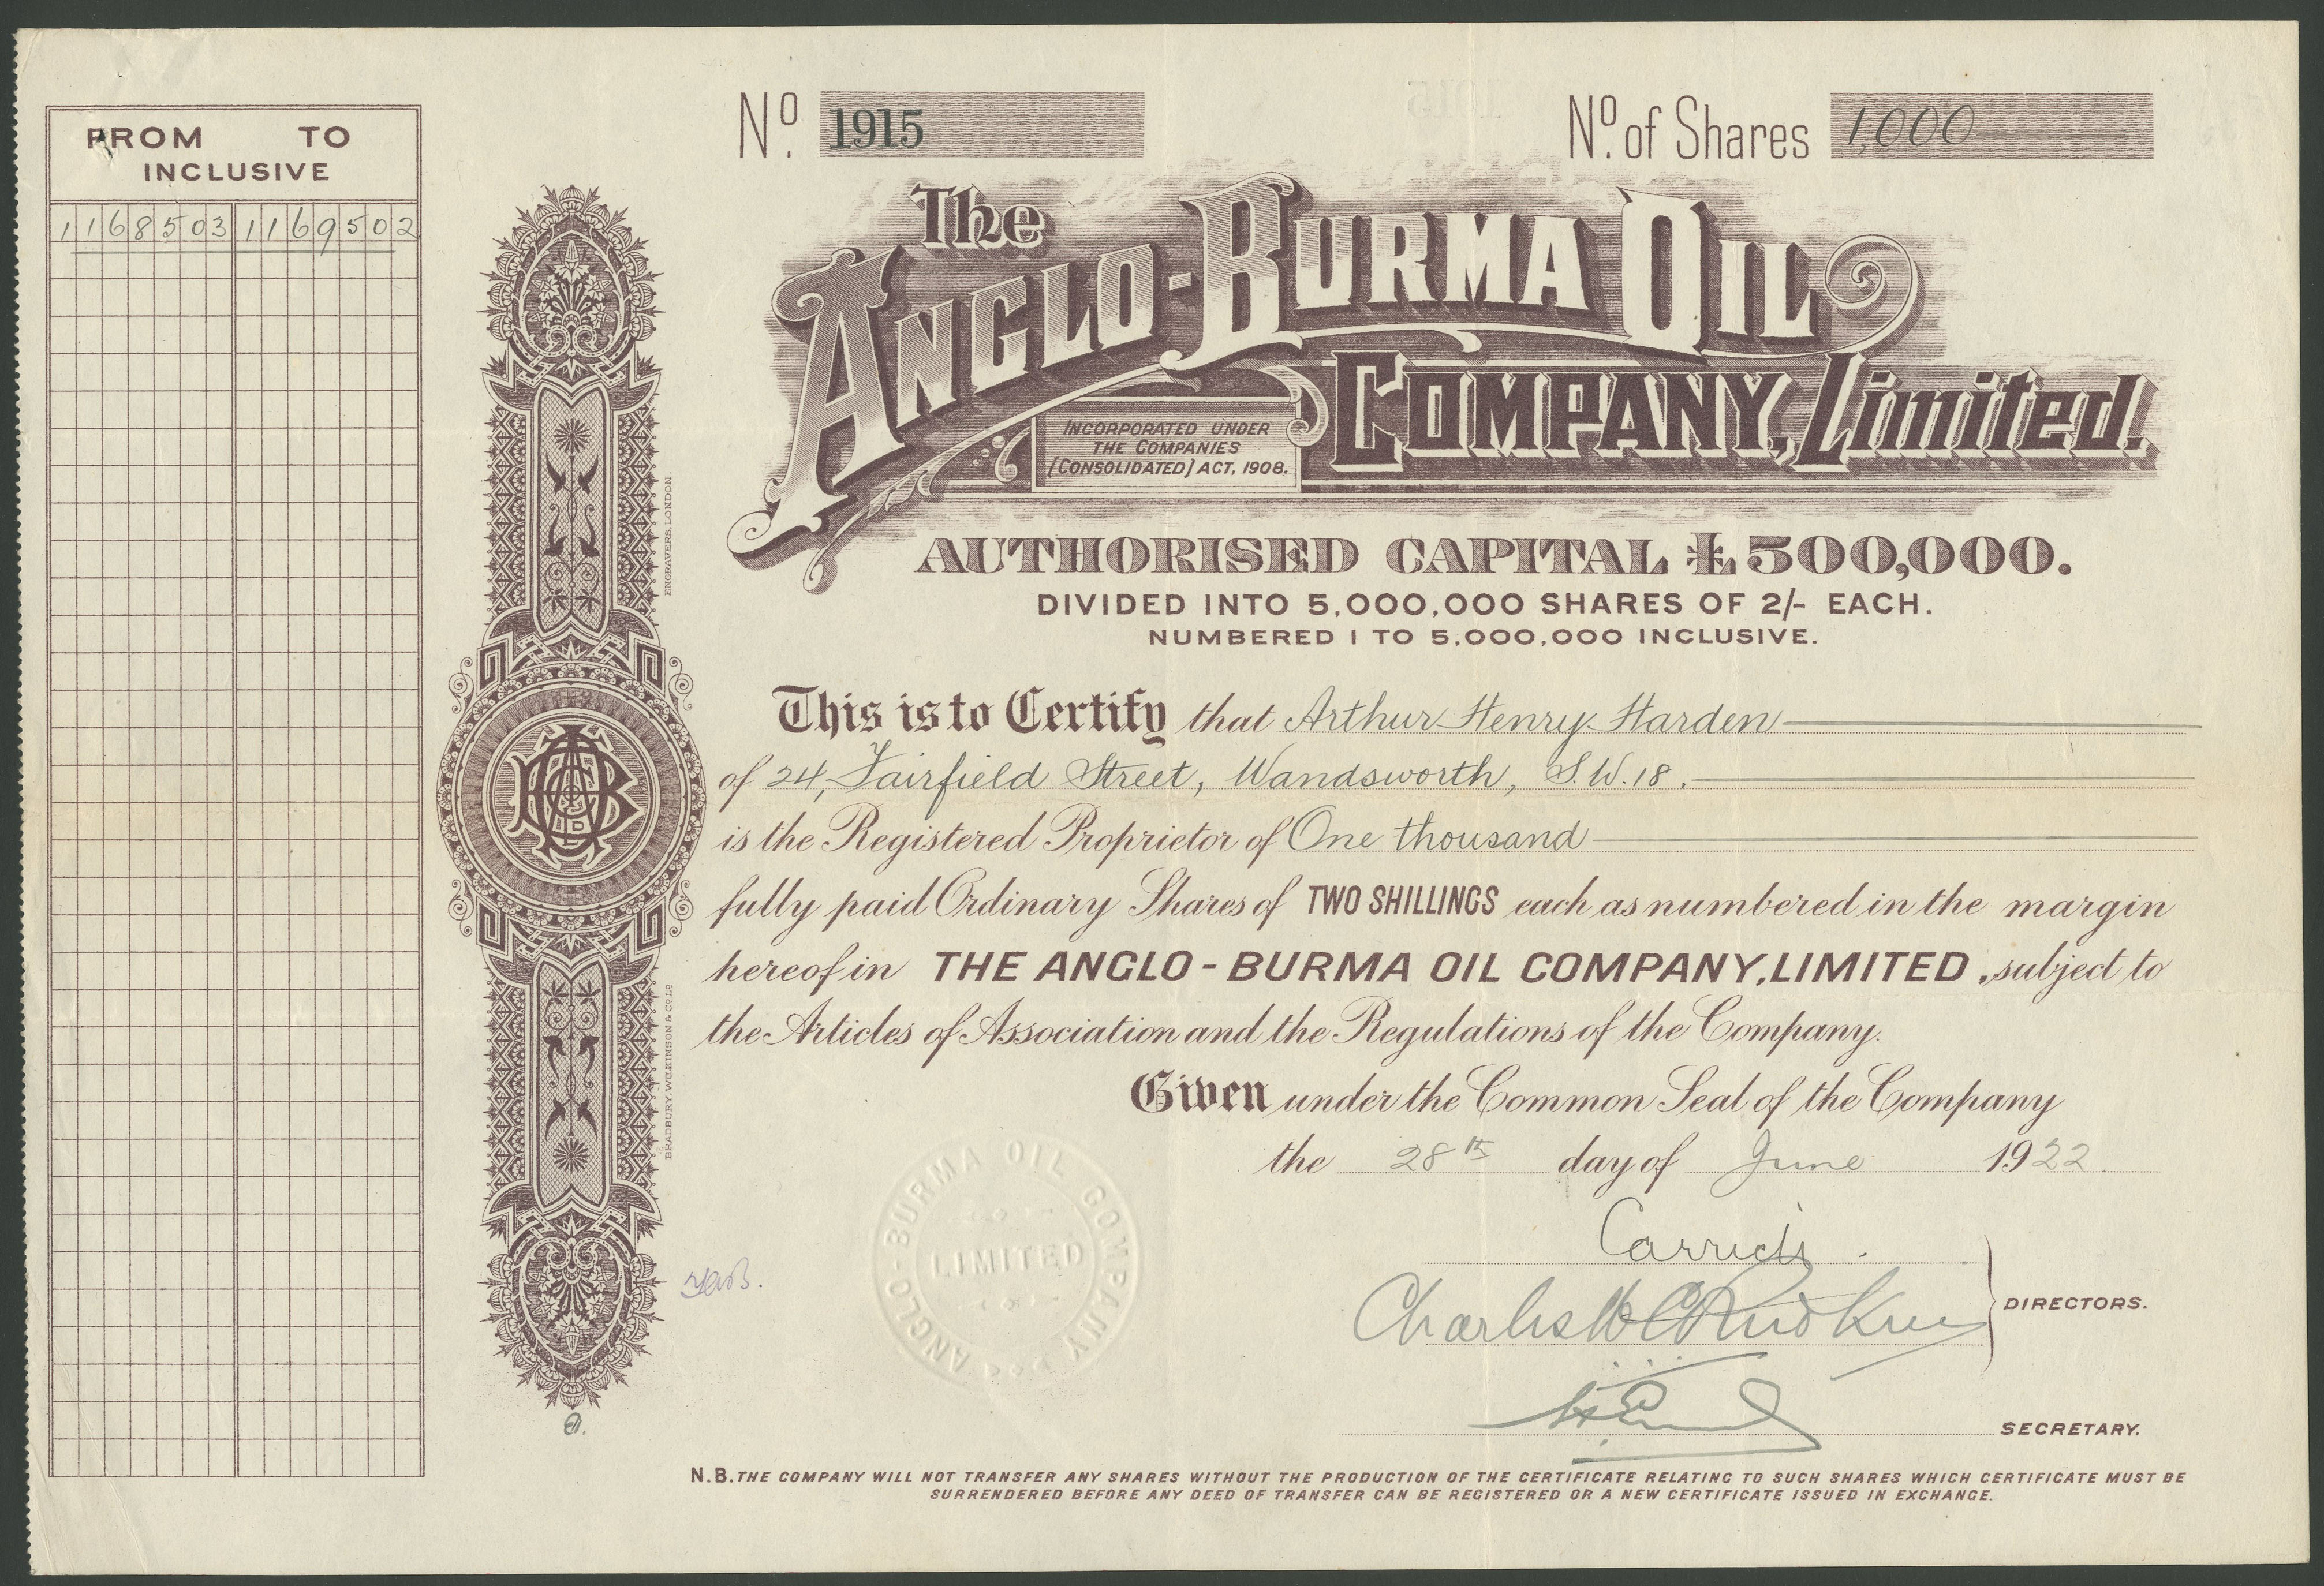 FROM TO
INCLUSIVE
1168503 1169502
No. 1915
No. of Shares 1,000
The
ANGLO-BURMA OIL
COMPANY, Limited.
INCORPORATED UNDER
THE COMPANIES
[CONSOLIDATED] ACT, 1908.
AUTHORISED CAPITAL £500,000.
DIVIDED INTO 5,000,000 SHARES OF 2/- EACH.
NUMBERED 1 TO 5,000,000 INCLUSIVE.
This is to Certify that Arthur Henry Harden
of 24, Fairfield Street, Wandsworth, S.W.18.
is the Registered Proprietor of One thousand
fully paid Ordinary Shares of TWO SHILLINGS each as numbered in the margin
hereof in THE ANGLO-BURMA OIL COMPANY, LIMITED, subject to
the Articles of Association and the Regulations of the Company.
Given under the Common Seal of the Company
the 28th day of June 1922
DIRECTORS.
Charles
SECRETARY.
ANGLO-BURMA OIL COMPANY
LIMITED
BRADBURY, WILKINSON & Co. Ld.
ENGRAVERS, LONDON
N.B. THE COMPANY WILL NOT TRANSFER ANY SHARES WITHOUT THE PRODUCTION OF THE CERTIFICATE RELATING TO SUCH SHARES WHICH CERTIFICATE MUST BE
SURRENDERED BEFORE ANY DEED OF TRANSFER CAN BE REGISTERED OR A NEW CERTIFICATE ISSUED IN EXCHANGE.